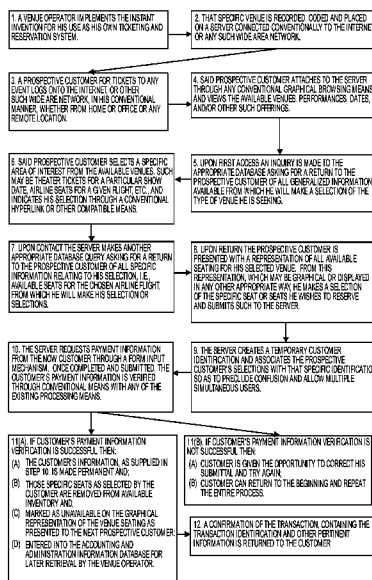 1. A VENUE OPERATOR IMPLEMENTS THE INSTANT
INVENTION FOR HIS USE AS HIS OWN TICKETING AND
RESERVATION SYSTEM.
2. THAT SPECIFIC VENUE IS RECORDED, CODED AND PLACED
ON A SERVER CONNECTED CONVENTIONALLY TO THE INTERNET
OR ANY SUCH WIDE AREA NETWORK.
3. A PROSPECTIVE CUSTOMER FOR TICKETS TO ANY
EVENT LOGS ONTO THE INTERNET OR OTHER
SUCH WIDE ARE NETWORK, IN HIS CONVENTIONAL
MANNER, WHETHER FROM HOME OR OFFICE OR ANY
REMOTE LOCATION.
4. SAID PROSPECTIVE CUSTOMER ATTACHES TO THE SERVER
THROUGH ANY CONVENTIONAL GRAPHICAL BROWSING MEANS
AND VIEWS THE AVAILABLE VENUES, PERFORMANCES, DATES,
AND/OR OTHER SUCH OFFERINGS.
6. SAID PROSPECTIVE CUSTOMER SELECTS A SPECIFIC
AREA OF INTEREST FROM THE AVAILABLE VENUES. SUCH
MAY BE THEATER TICKETS FOR A PARTICULAR SHOW
DATE, AIRLINE SEATS FOR A GIVEN FLIGHT, ETC., AND
INDICATES HIS SELECTION THROUGH A CONVENTIONAL
HYPERLINK OR OTHER COMPATIBLE MEANS.
5. UPON FIRST ACCESS AN INQUIRY IS MADE TO THE
APPROPRIATE DATABASE ASKING FOR A RETURN TO THE
PROSPECTIVE CUSTOMER OF ALL GENERALIZED INFORMATION
AVAILABLE FROM WHICH HE WILL MAKE A SELECTION OF THE
TYPE OF VENUE HE IS SEEKING.
7. UPON CONTACT THE SERVER MAKES ANOTHER
APPROPRIATE DATABASE QUERY ASKING FOR A RETURN
TO THE PROSPECTIVE CUSTOMER OF ALL SPECIFIC
INFORMATION RELATING TO HIS SELECTION, I.E.,
AVAILABLE SEATS FOR THE CHOSEN AIRLINE FLIGHT,
FROM WHICH HE WILL MAKE HIS SELECTION OR
SELECTIONS.
8. UPON RETURN THE PROSPECTIVE CUSTOMER IS
PRESENTED WITH A REPRESENTATION OF ALL AVAILABLE
SEATING FOR HIS SELECTED VENUE. FROM THIS
REPRESENTATION, WHICH MAY BE GRAPHICAL OR DISPLAYED
IN ANY OTHER APPROPRIATE WAY, HE MAKES A SELECTION
OF THE SPECIFIC SEAT OR SEATS HE WISHES TO RESERVE
AND SUBMITS SUCH TO THE SERVER.
10. THE SERVER REQUESTS PAYMENT INFORMATION
FROM THE NOW CUSTOMER THROUGH A FORM INPUT
MECHANISM. ONCE COMPLETED AND SUBMITTED, THE
CUSTOMER'S PAYMENT INFORMATION IS VERIFIED
THROUGH CONVENTIONAL MEANS WITH ANY OF THE
EXISTING PROCESSING MEANS.
9. THE SERVER CREATES A TEMPORARY CUSTOMER
IDENTIFICATION AND ASSOCIATES THE PROSPECTIVE
CUSTOMER'S SELECTIONS WITH THAT SPECIFIC IDENTIFICATION
SO AS TO PRECLUDE CONFUSION AND ALLOW MULTIPLE
SIMULTANEOUS USERS.
11(A). IF CUSTOMER'S PAYMENT INFORMATION
VERIFICATION IS SUCCESSFUL THEN:
(A) THE CUSTOMER'S INFORMATION, AS SUPPLIED IN
STEP 10, IS MADE PERMANENT AND;
(B) THOSE SPECIFIC SEATS AS SELECTED BY THE
CUSTOMER ARE REMOVED FROM AVAILABLE
INVENTORY AND;
(C) MARKED AS UNAVAILABLE ON THE GRAPHICAL
REPRESENTATION OF THE VENUE SEATING AS
PRESENTED TO THE NEXT PROSPECTIVE CUSTOMER;
(D) ENTERED INTO THE ACCOUNTING AND
ADMINISTRATION INFORMATION DATABASE FOR
LATER RETRIEVAL BY THE VENUE OPERATOR.
11(B). IF CUSTOMER'S PAYMENT INFORMATION VERIFICATION IS
NOT SUCCESSFUL THEN:
(A) CUSTOMER IS GIVEN THE OPPORTUNITY TO CORRECT HIS
SUBMITTAL AND TRY AGAIN;
(B) CUSTOMER CAN RETURN TO THE BEGINNING AND REPEAT
THE ENTIRE PROCESS.
12. A CONFIRMATION OF THE TRANSACTION, CONTAINING THE
TRANSACTION IDENTIFICATION AND OTHER PERTINENT
INFORMATION IS RETURNED TO THE CUSTOMER